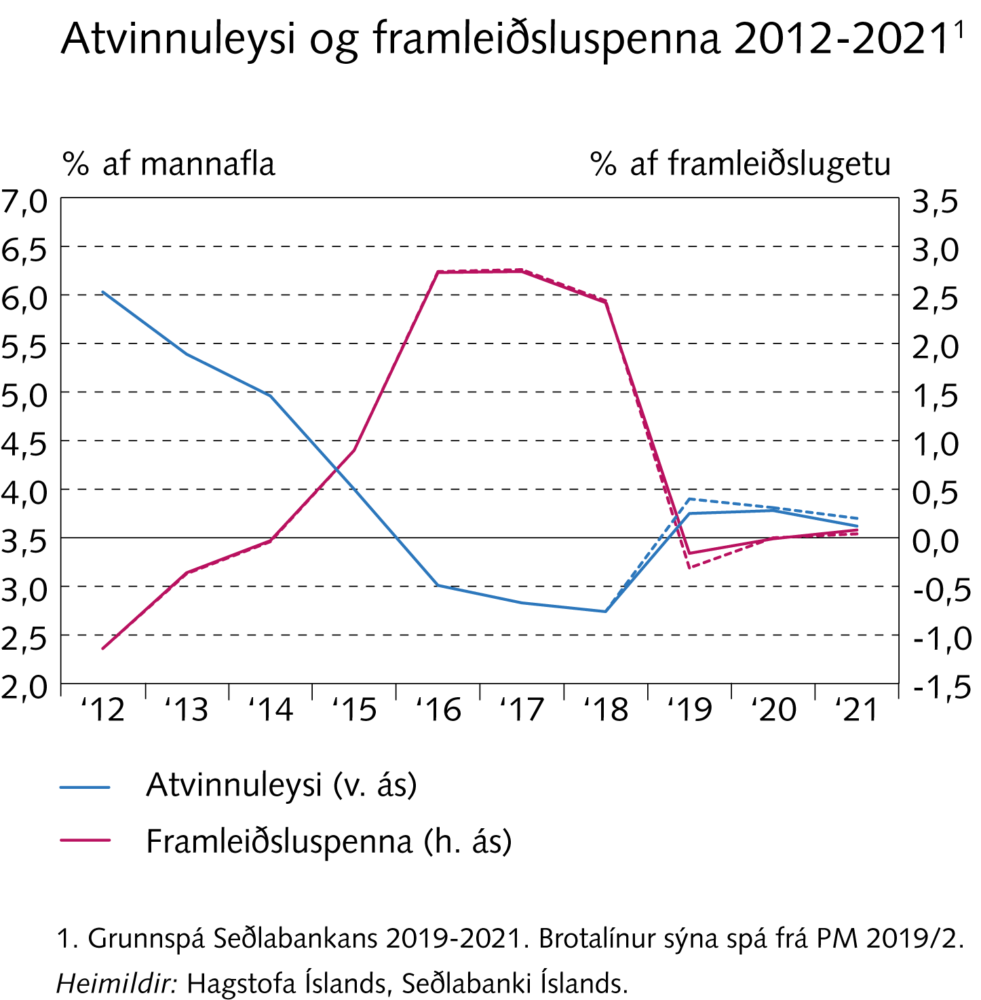 Atvinnuleysi og framleiðsluspenna 2012-2021¹
% af mannafla % af framleiðslugetu
7,0 3,5
6,5 3,0
6,0 2,5
5,5 2,0
5,0 1,5
4,5 1,0
4,0 0,5
3,5 0,0
3,0 -0,5
2,5 -1,0
2,0 -1,5
‘12 ‘13 ‘14 ‘15 ‘16 ‘17 ‘18 ‘19 ‘20 ‘21
Atvinnuleysi (v. ás)
Framleiðsluspenna (h. ás)
1. Grunnspá Seðlabankans 2019-2021. Brotalínur sýna spá frá PM 2019/2.
Heimildir: Hagstofa Íslands, Seðlabanki Íslands.